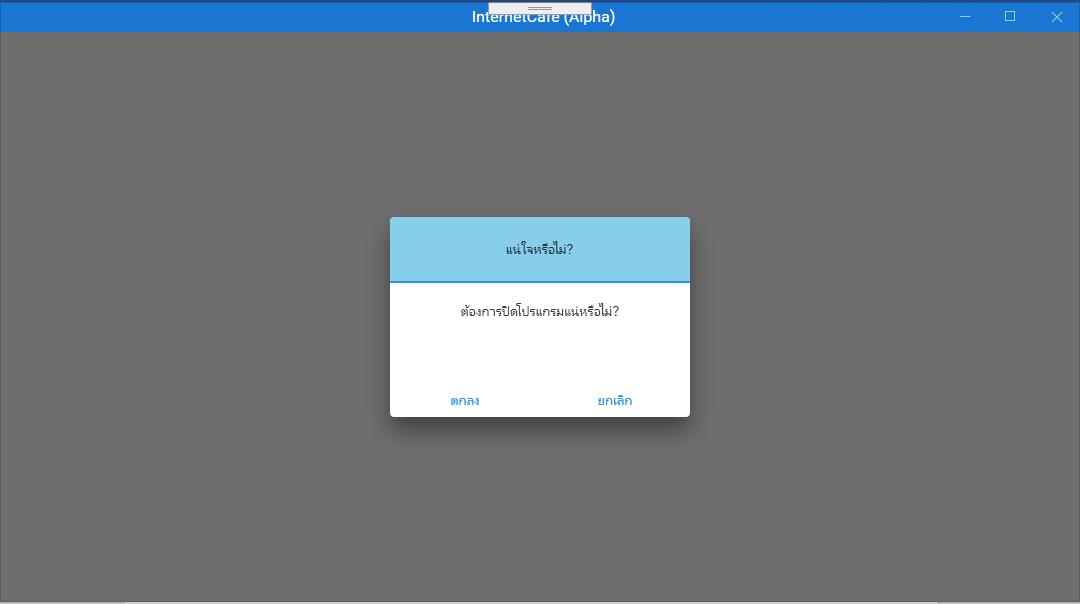 InternetCafe (Alpha)
แน่ใจหรือไม่?
ต้องการปิดโปรแกรมแน่หรือไม่?
ตกลง
ยกเลิก